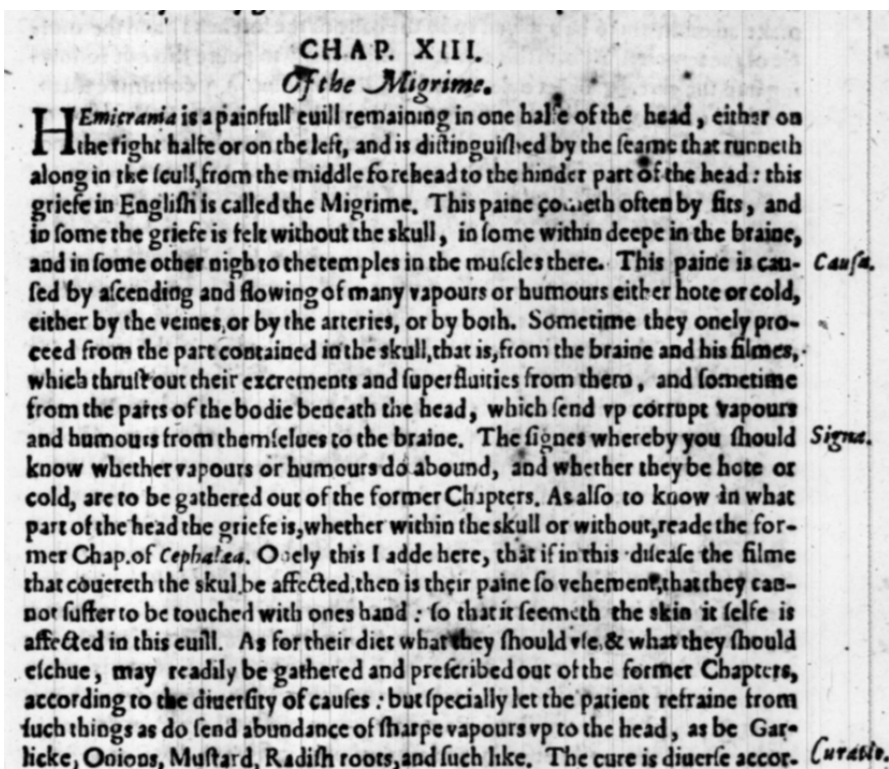 CHAP. XIII.
Of the Migrime.
HEmicrania is a painfull euill remaining in one halfe of the head, either on
the right halfe or on the left, and is distinguished by the seame that runneth
along in the scull, from the middle forehead to the hinder part of the head: this
griefe in English is called the Migrime. This paine commeth often by fits, and
in some the griefe is felt without the skull, in some within deepe in the braine,
and in some other nigh to the temples in the muscles there. This paine is cau- Causa.
sed by ascending and flowing of many vapours or humours either hote or cold,
either by the veines, or by the arteries, or by both. Sometime they onely pro-
ceed from the part contained in the skull, that is, from the braine and his filmes,
which thrust out their excrements and superfluities from them, and sometime
from the parts of the bodie beneath the head, which send vp corrupt vapours
and humours from themselues to the braine. The signes whereby you should Signa.
know whether vapours or humours do abound, and whether they be hote or
cold, are to be gathered out of the former Chapters. As also to know in what
part of the head the griefe is, whether within the skull or without, reade the for-
mer Chap. of Cephalæa. Onely this I adde here, that if in this disease the filme
that couereth the skul be affected, then is their paine so vehement, that they can-
not suffer to be touched with ones hand: so that it seemeth the skin it selfe is
affected in this euill. As for their diet what they should vse, & what they should
eschue, may readily be gathered and prescribed out of the former Chapters,
according to the diuersity of causes: but specially let the patient refraine from
such things as do send abundance of sharpe vapours vp to the head, as be Gar-
licke, Onions, Mustard, Radish roots, and such like. The cure is diuerse accor- Curatio.